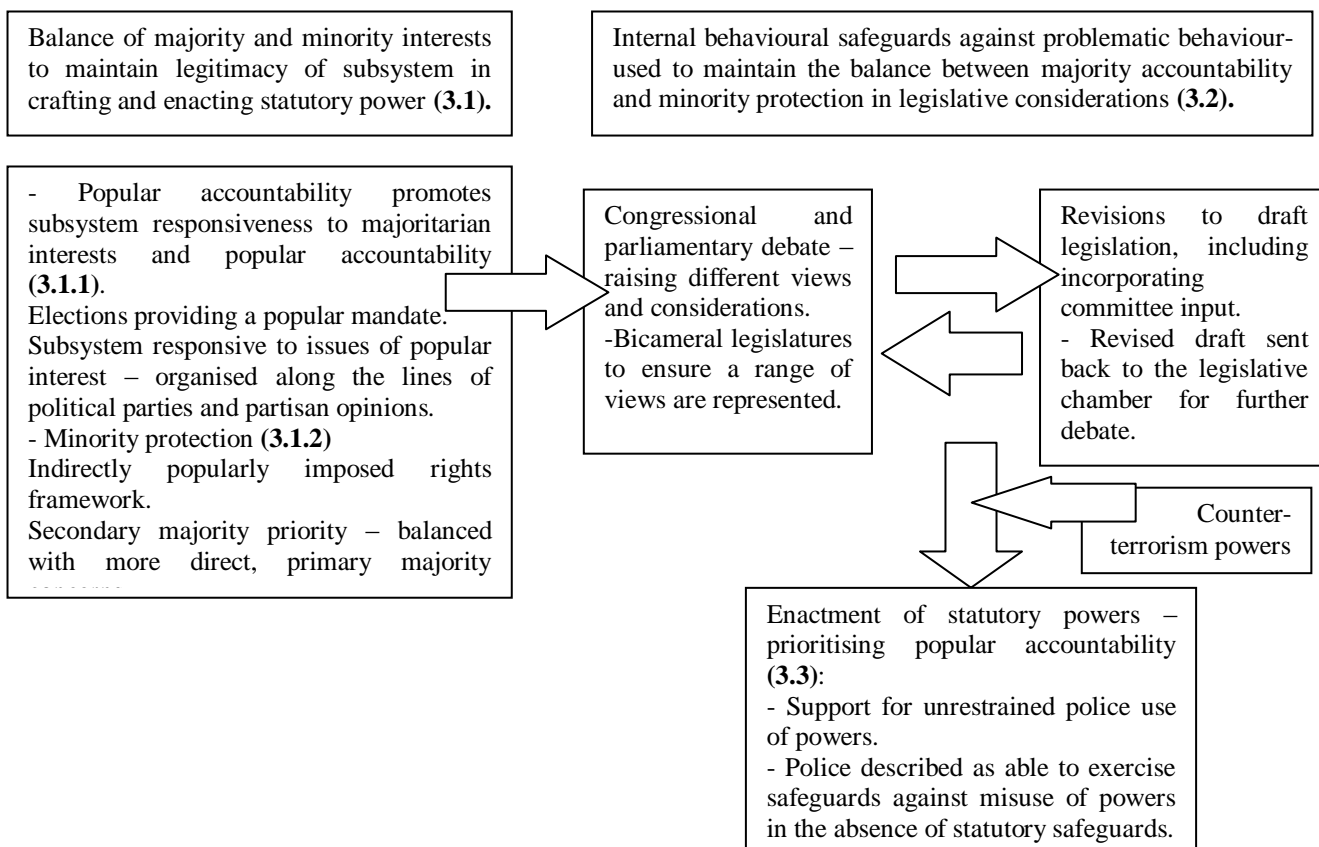 Balance of majority and minority interests
to maintain legitimacy of subsystem in
crafting and enacting statutory power (3.1).
Internal behavioural safeguards against problematic behaviour-
used to maintain the balance between majority accountability
and minority protection in legislative considerations (3.2).
- Popular accountability promotes
subsystem responsiveness to majoritarian
interests and popular accountability
(3.1.1).
Elections providing a popular mandate.
Subsystem responsive to issues of popular
interest – organised along the lines of
political parties and partisan opinions.
- Minority protection (3.1.2)
Indirectly popularly imposed rights
framework.
Secondary majority priority – balanced
with more direct, primary majority
Congressional and
parliamentary debate –
raising different views
and considerations.
-Bicameral legislatures
to ensure a range of
views are represented.
Revisions to draft
legislation, including
incorporating
committee input.
- Revised draft sent
back to the legislative
chamber for further
debate.
Counter-
terrorism powers
Enactment of statutory powers –
prioritising popular accountability
(3.3):
- Support for unrestrained police use
of powers.
- Police described as able to exercise
safeguards against misuse of powers
in the absence of statutory safeguards.